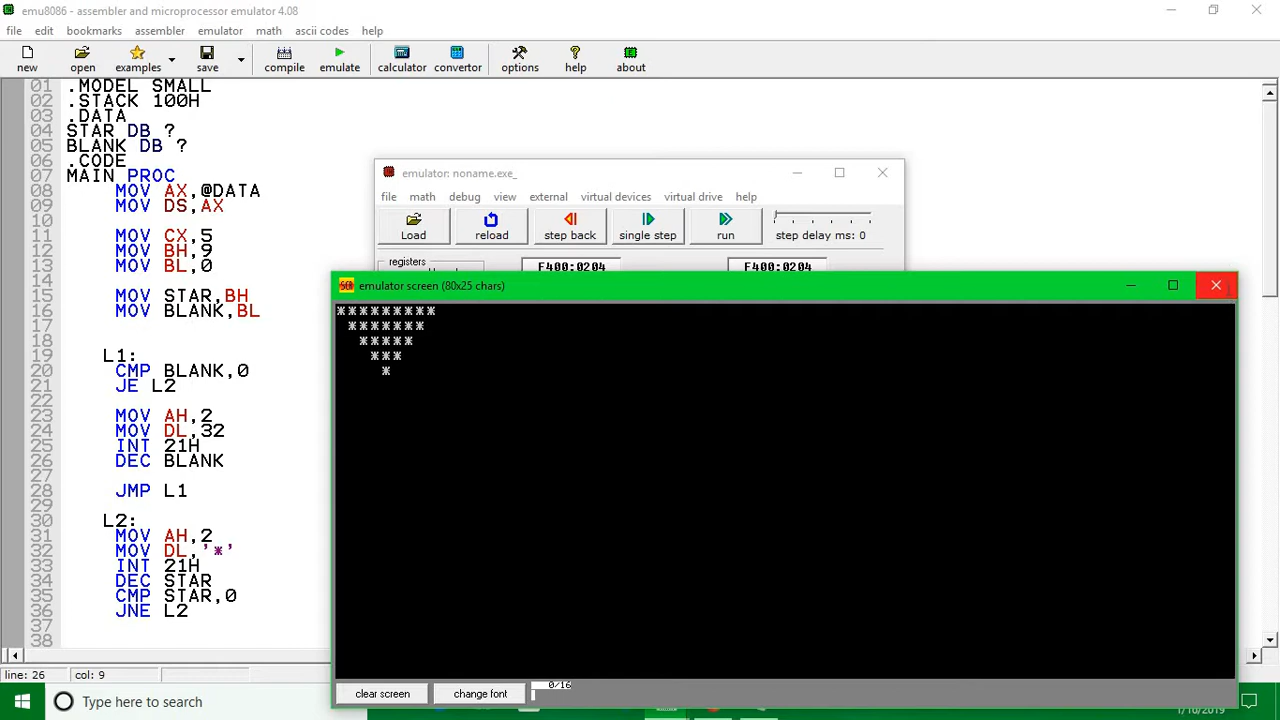 emu8086 - assembler and microprocessor emulator 4.08
file edit bookmarks assembler emulator math ascii codes help
new open examples save compile emulate calculator convertor options help about
01 .MODEL SMALL
02 .STACK 100H
03 .DATA
04 STAR DB ?
05 BLANK DB ?
06 .CODE
07 MAIN PROC
08 MOV AX,@DATA
09 MOV DS,AX
10
11 MOV CX,5
12 MOV BH,9
13 MOV BL,0
14
15 MOV STAR,BH
16 MOV BLANK,BL
17
18
19 L1:
20 CMP BLANK,0
21 JE L2
22
23 MOV AH,2
24 MOV DL,32
25 INT 21H
26 DEC BLANK
27
28 JMP L1
29
30 L2:
31 MOV AH,2
32 MOV DL,'*'
33 INT 21H
34 DEC STAR
35 CMP STAR,0
36 JNE L2
37
38
line: 26 col: 9
emulator: noname.exe_
file math debug view external virtual devices virtual drive help
Load reload step back single step run step delay ms: 0
registers F400:0204 F400:0204
emulator screen (80x25 chars)
*********
*******
*****
***
*
clear screen change font 0/16
Type here to search
1/10/2019